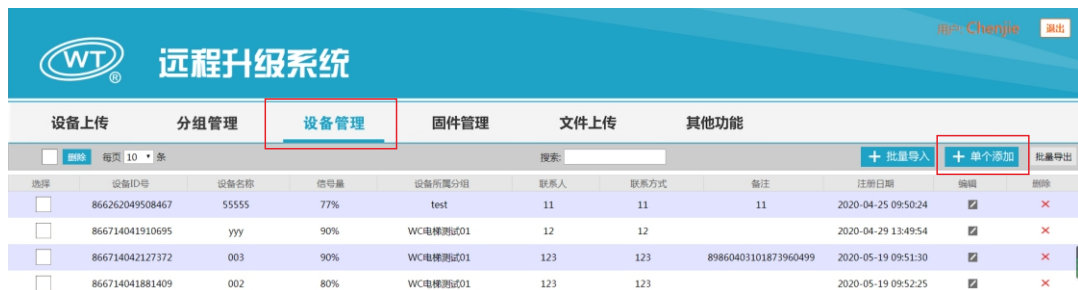 用户: Chenjie 退出
WT ® 远程升级系统
设备上传 分组管理 设备管理 固件管理 文件上传 其他功能
删除 每页 10 条 搜索: + 批量导入 + 单个添加 批量导出
选择 设备ID号 设备名称 信号量 设备所属分组 联系人 联系方式 备注 注册日期 编辑 删除
866262049508467 55555 77% test 11 11 11 2020-04-25 09:50:24
866714041910695 yyy 90% WC电梯测试01 12 12 2020-04-29 13:49:54
866714042127372 003 90% WC电梯测试01 123 123 89860403101873960499 2020-05-19 09:51:30
866714041881409 002 80% WC电梯测试01 123 123 2020-05-19 09:52:25